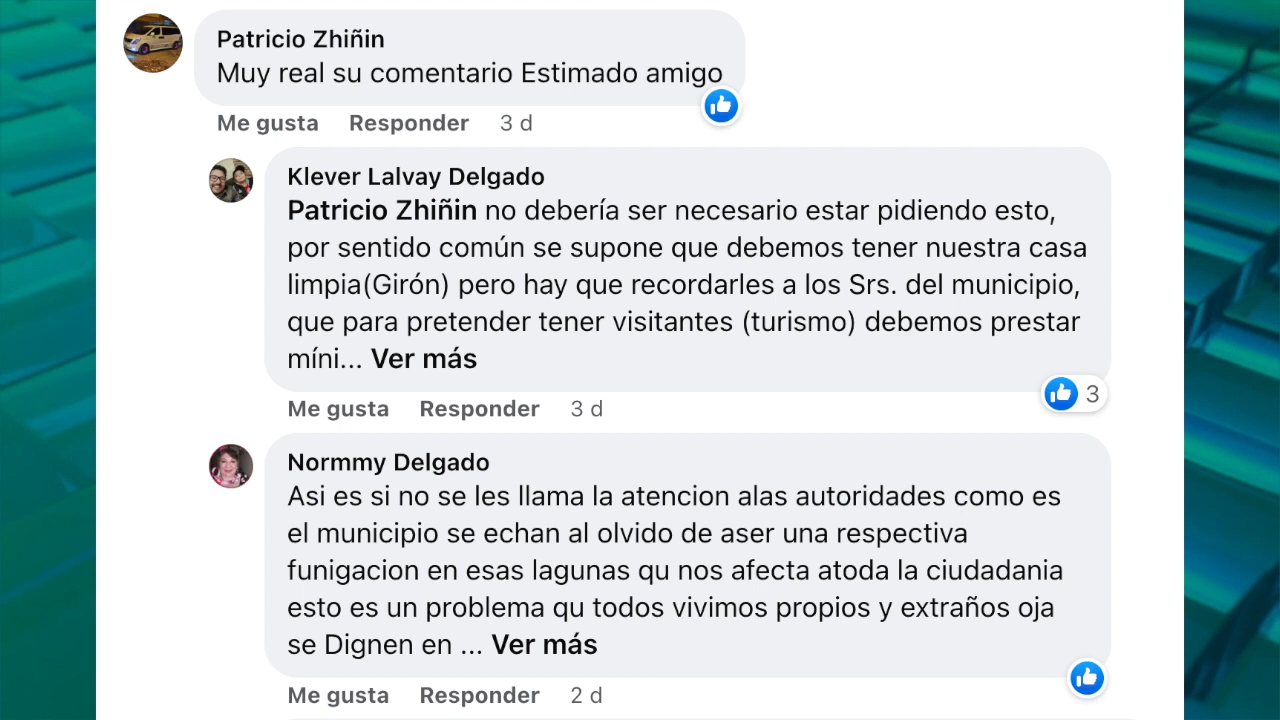 Patricio Zhiñin
Muy real su comentario Estimado amigo
Me gusta Responder 3 d
Klever Lalvay Delgado
Patricio Zhiñin no debería ser necesario estar pidiendo esto,
por sentido común se supone que debemos tener nuestra casa
limpia(Girón) pero hay que recordarles a los Srs. del municipio,
que para pretender tener visitantes (turismo) debemos prestar
míni... Ver más
3
Me gusta Responder 3 d
Normmy Delgado
Asi es si no se les llama la atencion alas autoridades como es
el municipio se echan al olvido de aser una respectiva
funigacion en esas lagunas qu nos afecta atoda la ciudadania
esto es un problema qu todos vivimos propios y extraños oja
se Dignen en ... Ver más
Me gusta Responder 2 d